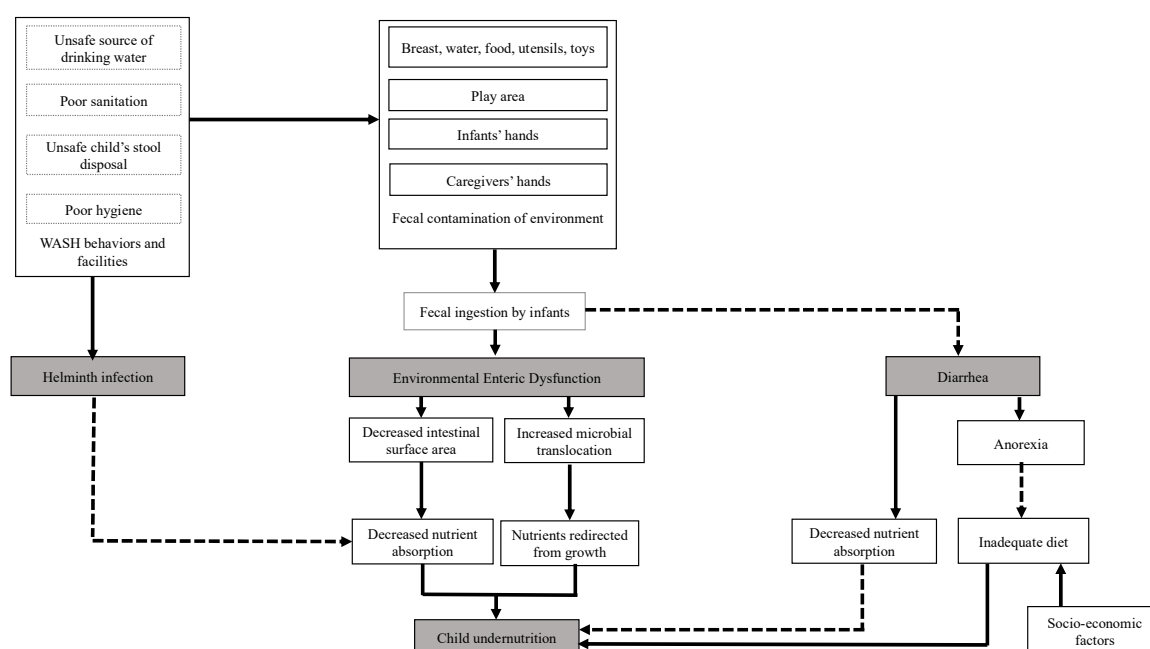 Unsafe source of
drinking water
Poor sanitation
Unsafe child's stool
disposal
Poor hygiene
WASH behaviors and
facilities
Breast, water, food, utensils, toys
Play area
Infants' hands
Caregivers' hands
Fecal contamination of environment
Fecal ingestion by infants
Helminth infection
Environmental Enteric Dysfunction
Diarrhea
Decreased intestinal
surface area
Increased microbial
translocation
Anorexia
Decreased nutrient
absorption
Nutrients redirected
from growth
Decreased nutrient
absorption
Inadequate diet
Child undernutrition
Socio-economic
factors